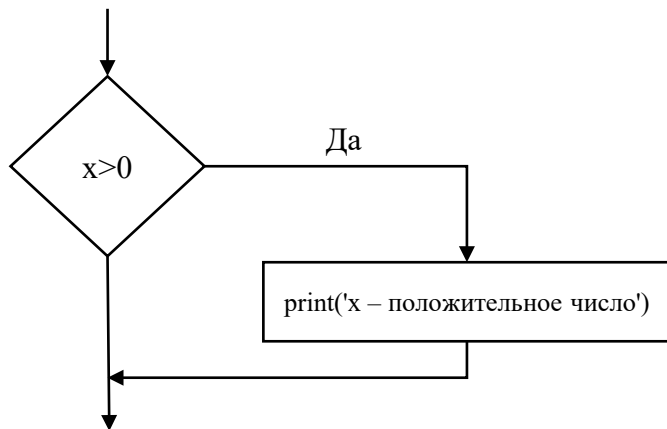 Да
x>0
print('x – положительное число')